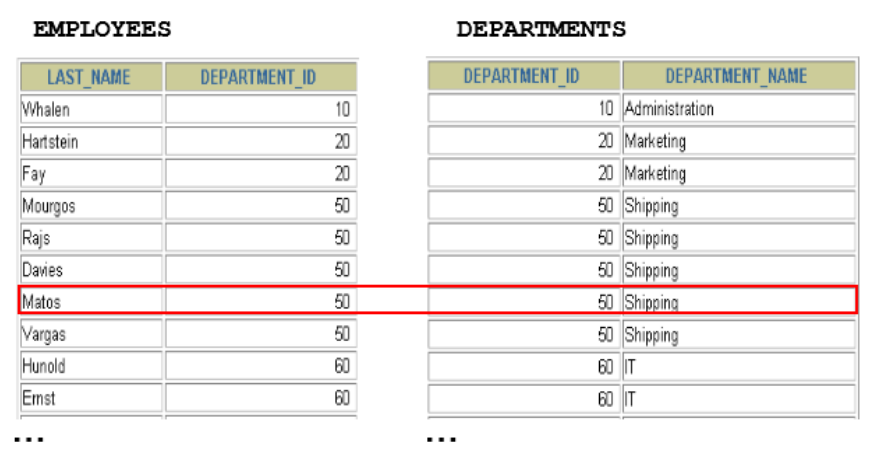 EMPLOYEES DEPARTMENTS
LAST_NAME DEPARTMENT_ID DEPARTMENT_ID DEPARTMENT_NAME
Whalen 10 10 Administration
Hartstein 20 20 Marketing
Fay 20 20 Marketing
Mourgos 50 50 Shipping
Rajs 50 50 Shipping
Davies 50 50 Shipping
Matos 50 50 Shipping
Vargas 50 50 Shipping
Hunold 60 60 IT
Ernst 60 60 IT
... ...